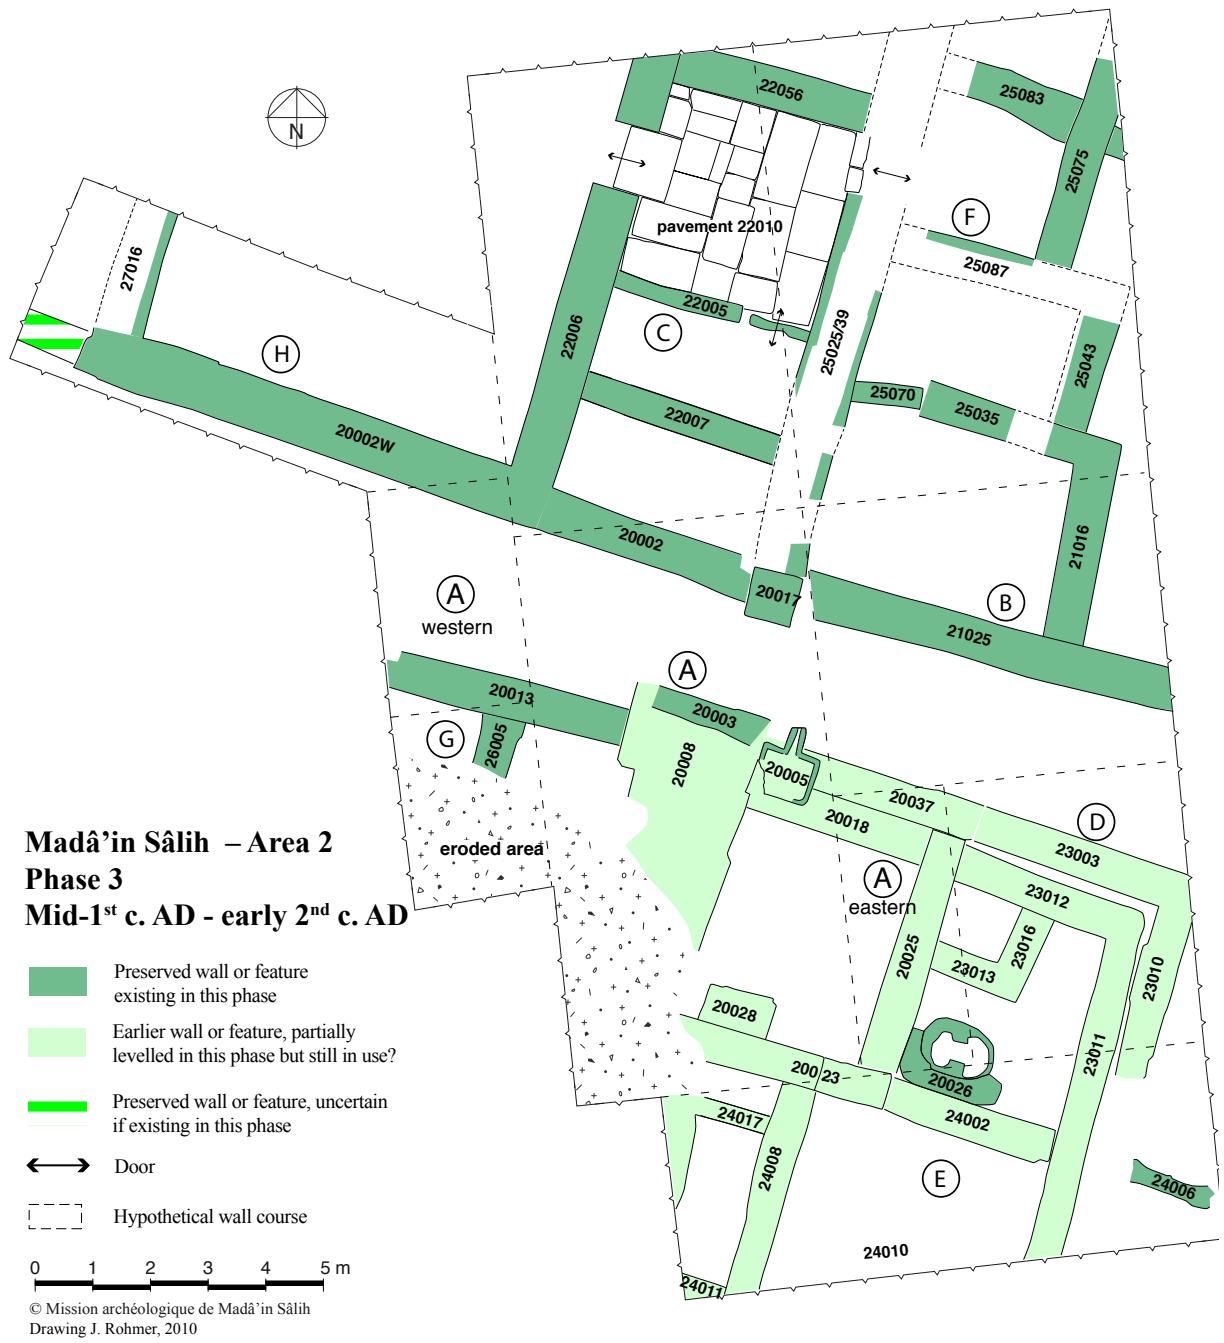 22056
25083
N
25075
F
pavement 22010
27016
25087
22005
C
22006
25025/39
H
25043
25070
22007
25035
20002W
20002
21016
A
western
20017
B
21025
A
20013
20003
G
26005
20008
20005
20037
D
20018
Madâ’in Sâlih – Area 2
Phase 3
Mid-1st c. AD - early 2nd c. AD
eroded area
23003
A
eastern
23012
20025
23016
23013
23010
Preserved wall or feature
existing in this phase
20028
Earlier wall or feature, partially
levelled in this phase but still in use?
23011
20023
20026
Preserved wall or feature, uncertain
if existing in this phase
24017
24002
24008
Door
E
24006
Hypothetical wall course
24010
0 1 2 3 4 5 m
24011
© Mission archéologique de Madâ’in Sâlih
Drawing J. Rohmer, 2010